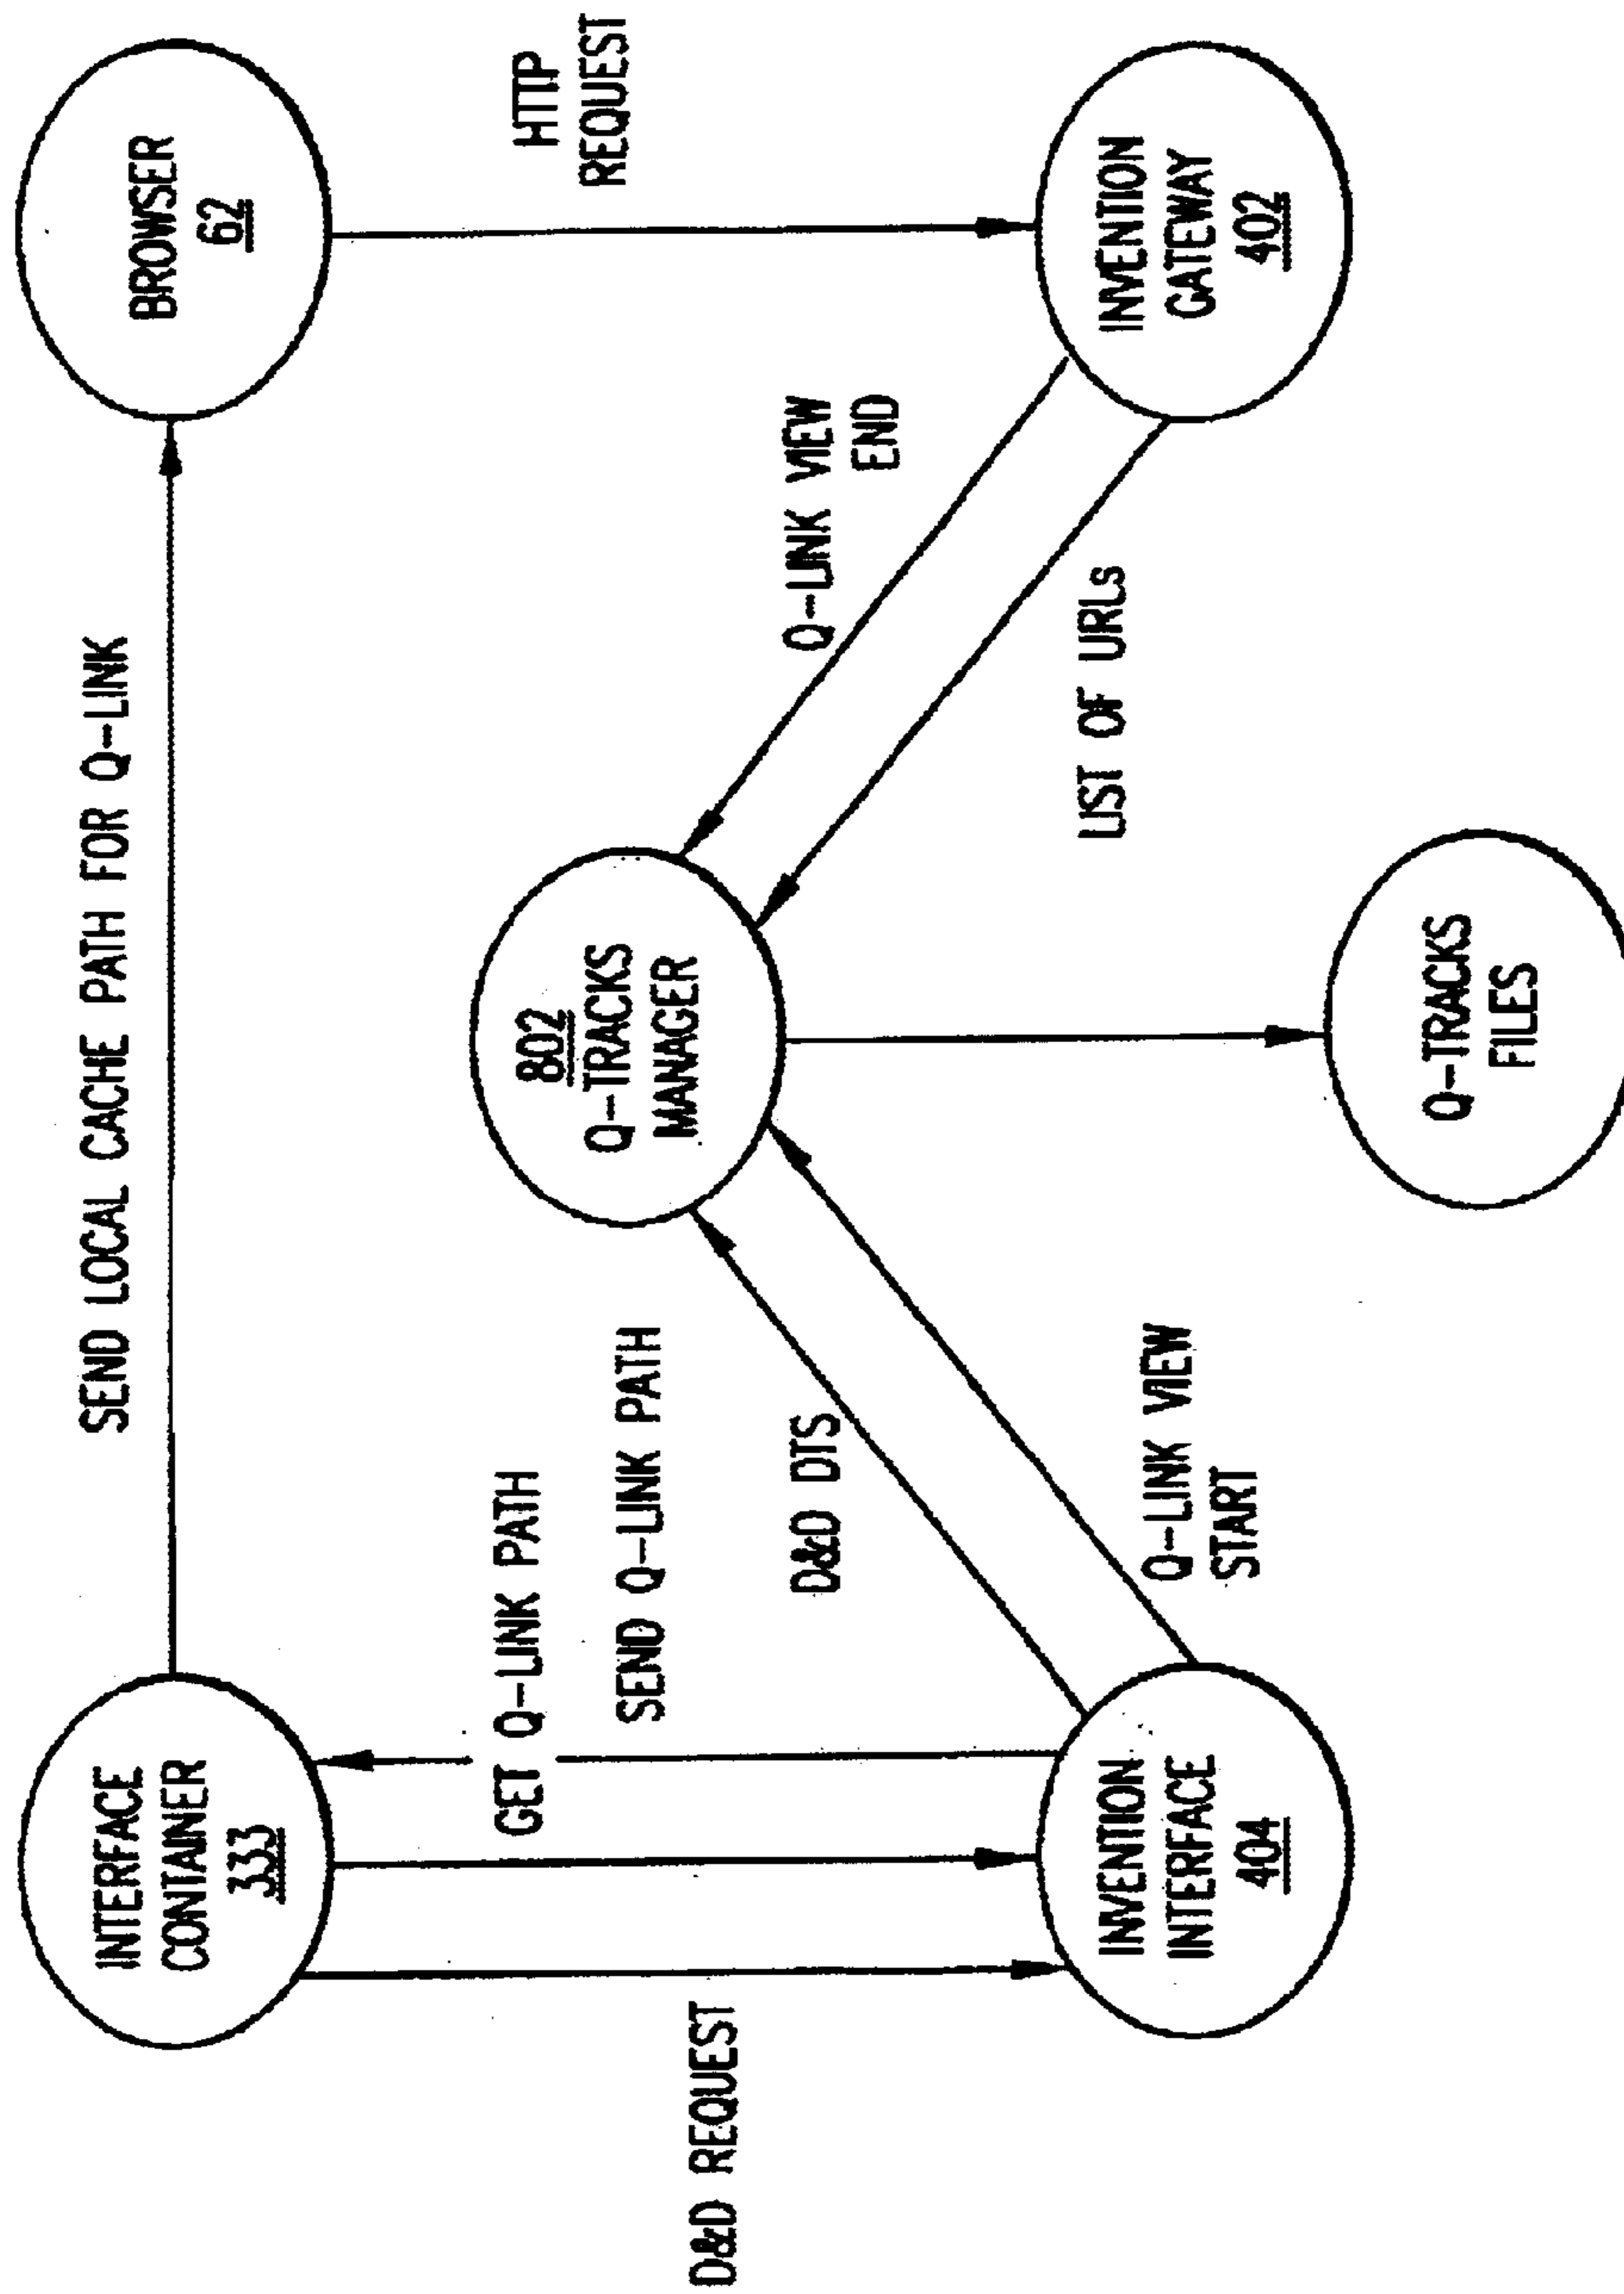 INTERFACE
CONTAINER
333
SEND LOCAL CACHE PATH FOR Q-LINK
BROWSER
62
GET Q-LINK PATH
SEND Q-LINK PATH
D&D REQUEST
D&D DTS
802
Q-TRACKS
MANAGER
Q-LINK VIEW
END
HTTP
REQUEST
LIST OF URLs
Q-LINK VIEW
START
INVENTION
INTERFACE
404
INVENTION
GATEWAY
402
Q-TRACKS
FILES